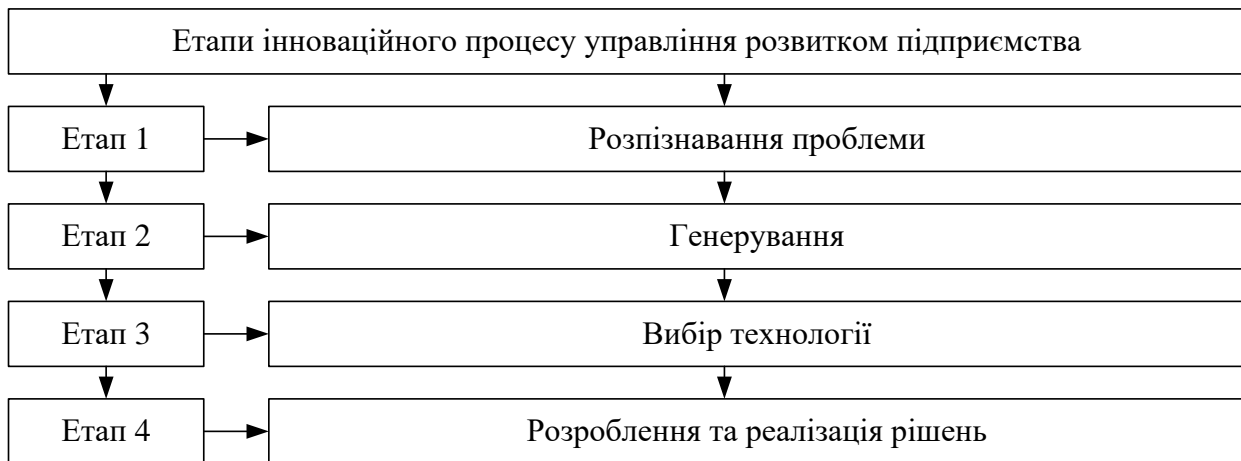 Етапи інноваційного процесу управління розвитком підприємства
Етап 1
Розпізнавання проблеми
Етап 2
Генерування
Етап 3
Вибір технології
Етап 4
Розроблення та реалізація рішень